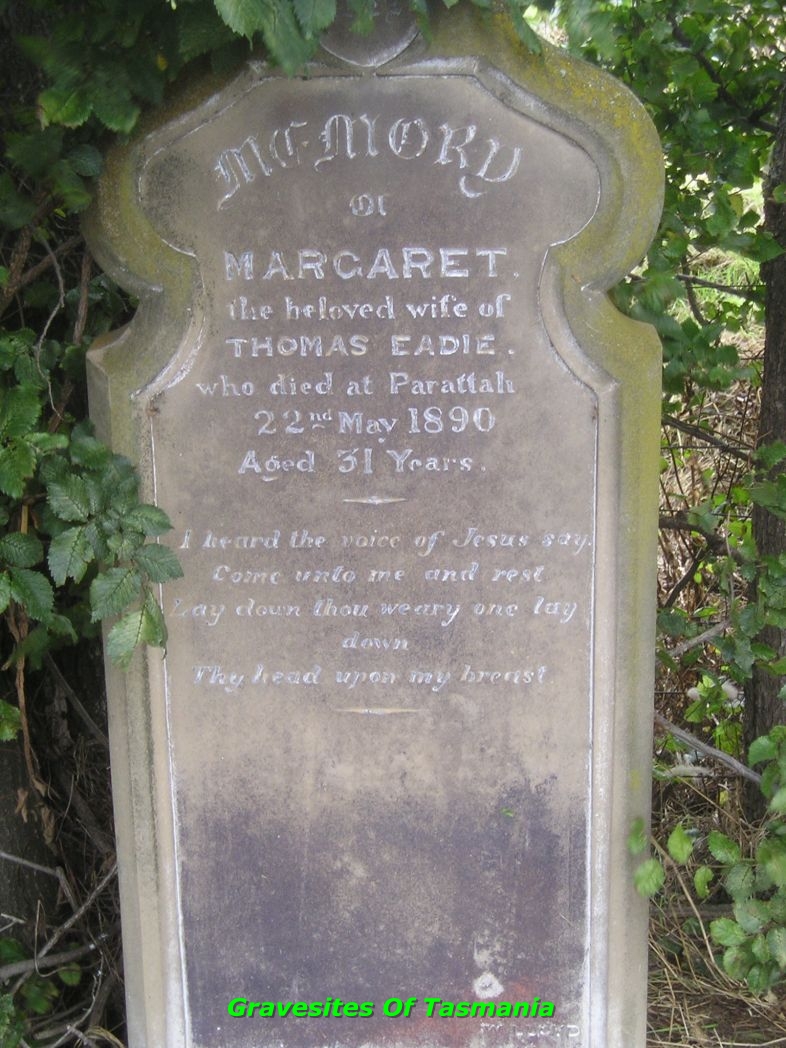 MEMORY
Of
MARGARET.
the beloved wife of
THOMAS EADIE.
who died at Parattah
22nd May 1890
Aged 31 Years.
I heard the voice of Jesus say.
Come unto me and rest
Lay down thou weary one lay
down
Thy head upon my breast.
Gravesites Of Tasmania